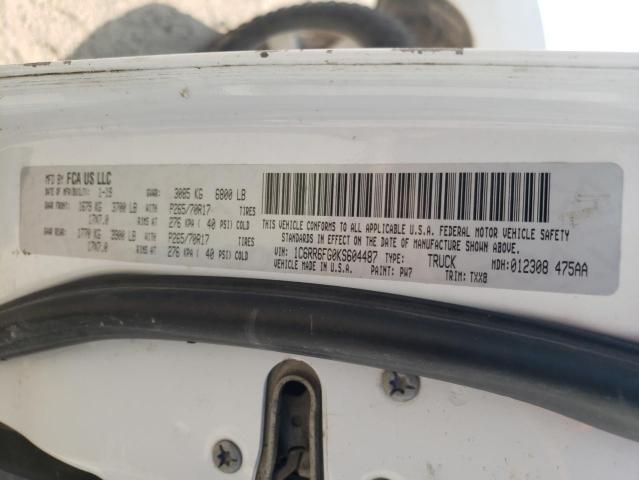 MFD BY: FCA US LLC
DATE OF MFR/BUILT: 1-19 GVWR: 3085 KG 6800 LB
GAWR FRONT: 1679 KG 3700 LB WITH P265/70R17 TIRES
17X7.0 RIMS AT 276 KPA ( 40 PSI) COLD
GAWR REAR: 1770 KG 3900 LB WITH P265/70R17 TIRES
17X7.0 RIMS AT 276 KPA ( 40 PSI) COLD
THIS VEHICLE CONFORMS TO ALL APPLICABLE U.S.A. FEDERAL MOTOR VEHICLE SAFETY
STANDARDS IN EFFECT ON THE DATE OF MANUFACTURE SHOWN ABOVE.
VIN: 1C6RR6FG0KS604487 TYPE: TRUCK MDH: 012308 475AA
VEHICLE MADE IN U.S.A. PAINT: PW7 TRIM: TXX8